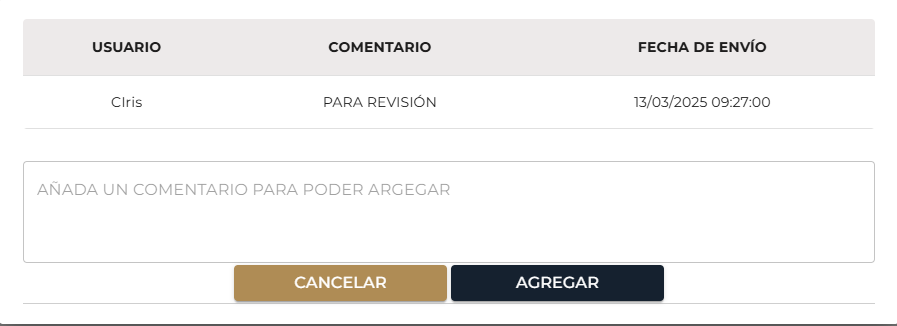 USUARIO COMENTARIO FECHA DE ENVÍO
CIris PARA REVISIÓN 13/03/2025 09:27:00
AÑADA UN COMENTARIO PARA PODER ARGEGAR
CANCELAR AGREGAR